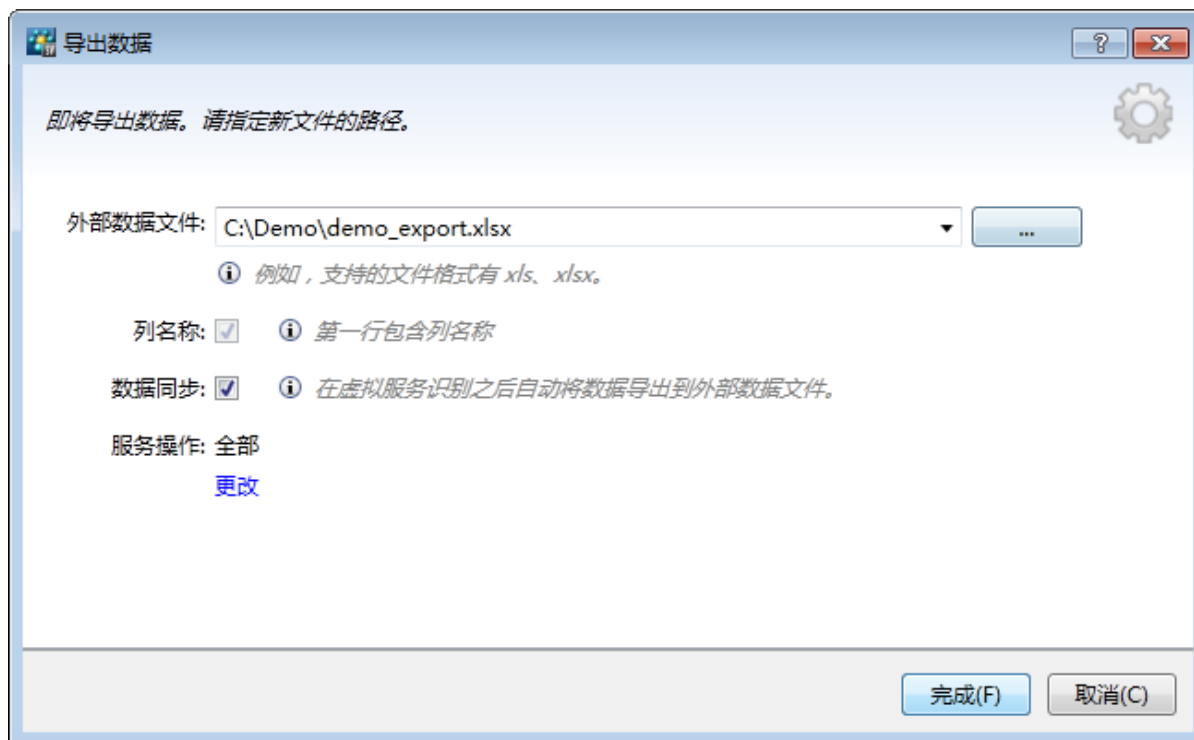 导出数据
即将导出数据。请指定新文件的路径。
外部数据文件: C:\Demo\demo_export.xlsx ...
例如，支持的文件格式有 xls、xlsx。
列名称: 第一行包含列名称
数据同步: 在虚拟服务识别之后自动将数据导出到外部数据文件。
服务操作: 全部
更改
完成(F) 取消(C)